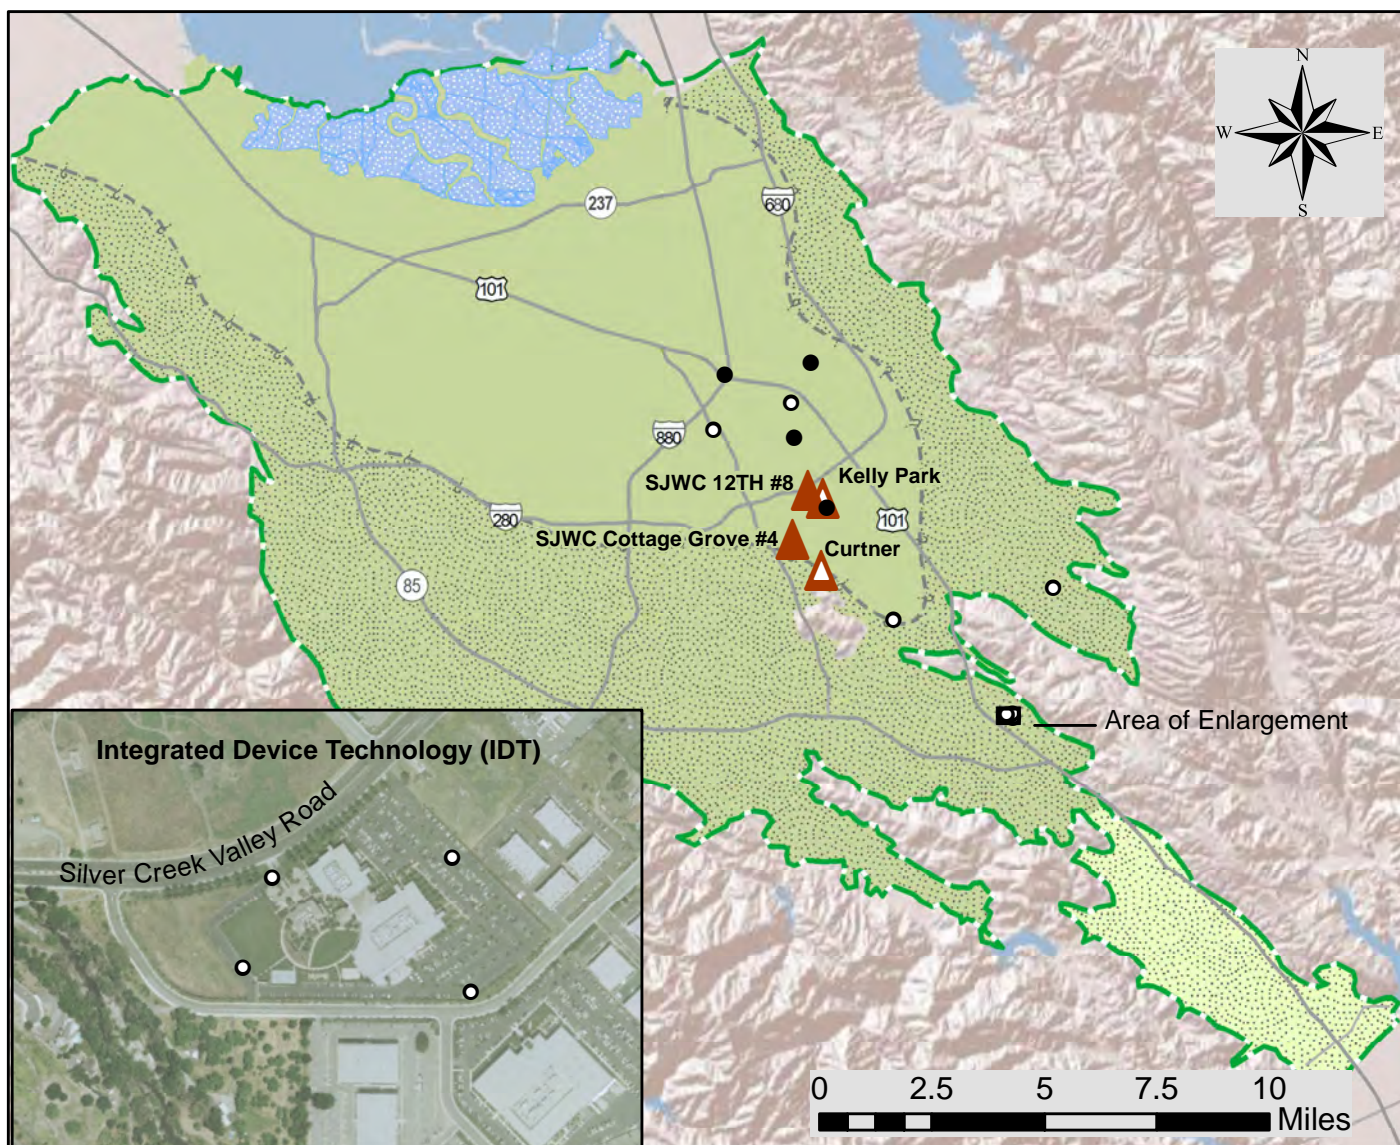 N
W E
S
237
680
101
880
SJWC 12TH #8
Kelly Park
280
101
SJWC Cottage Grove #4
Curtner
85
Area of Enlargement
Integrated Device Technology (IDT)
Silver Creek Valley Road
0 2.5 5 7.5 10
Miles